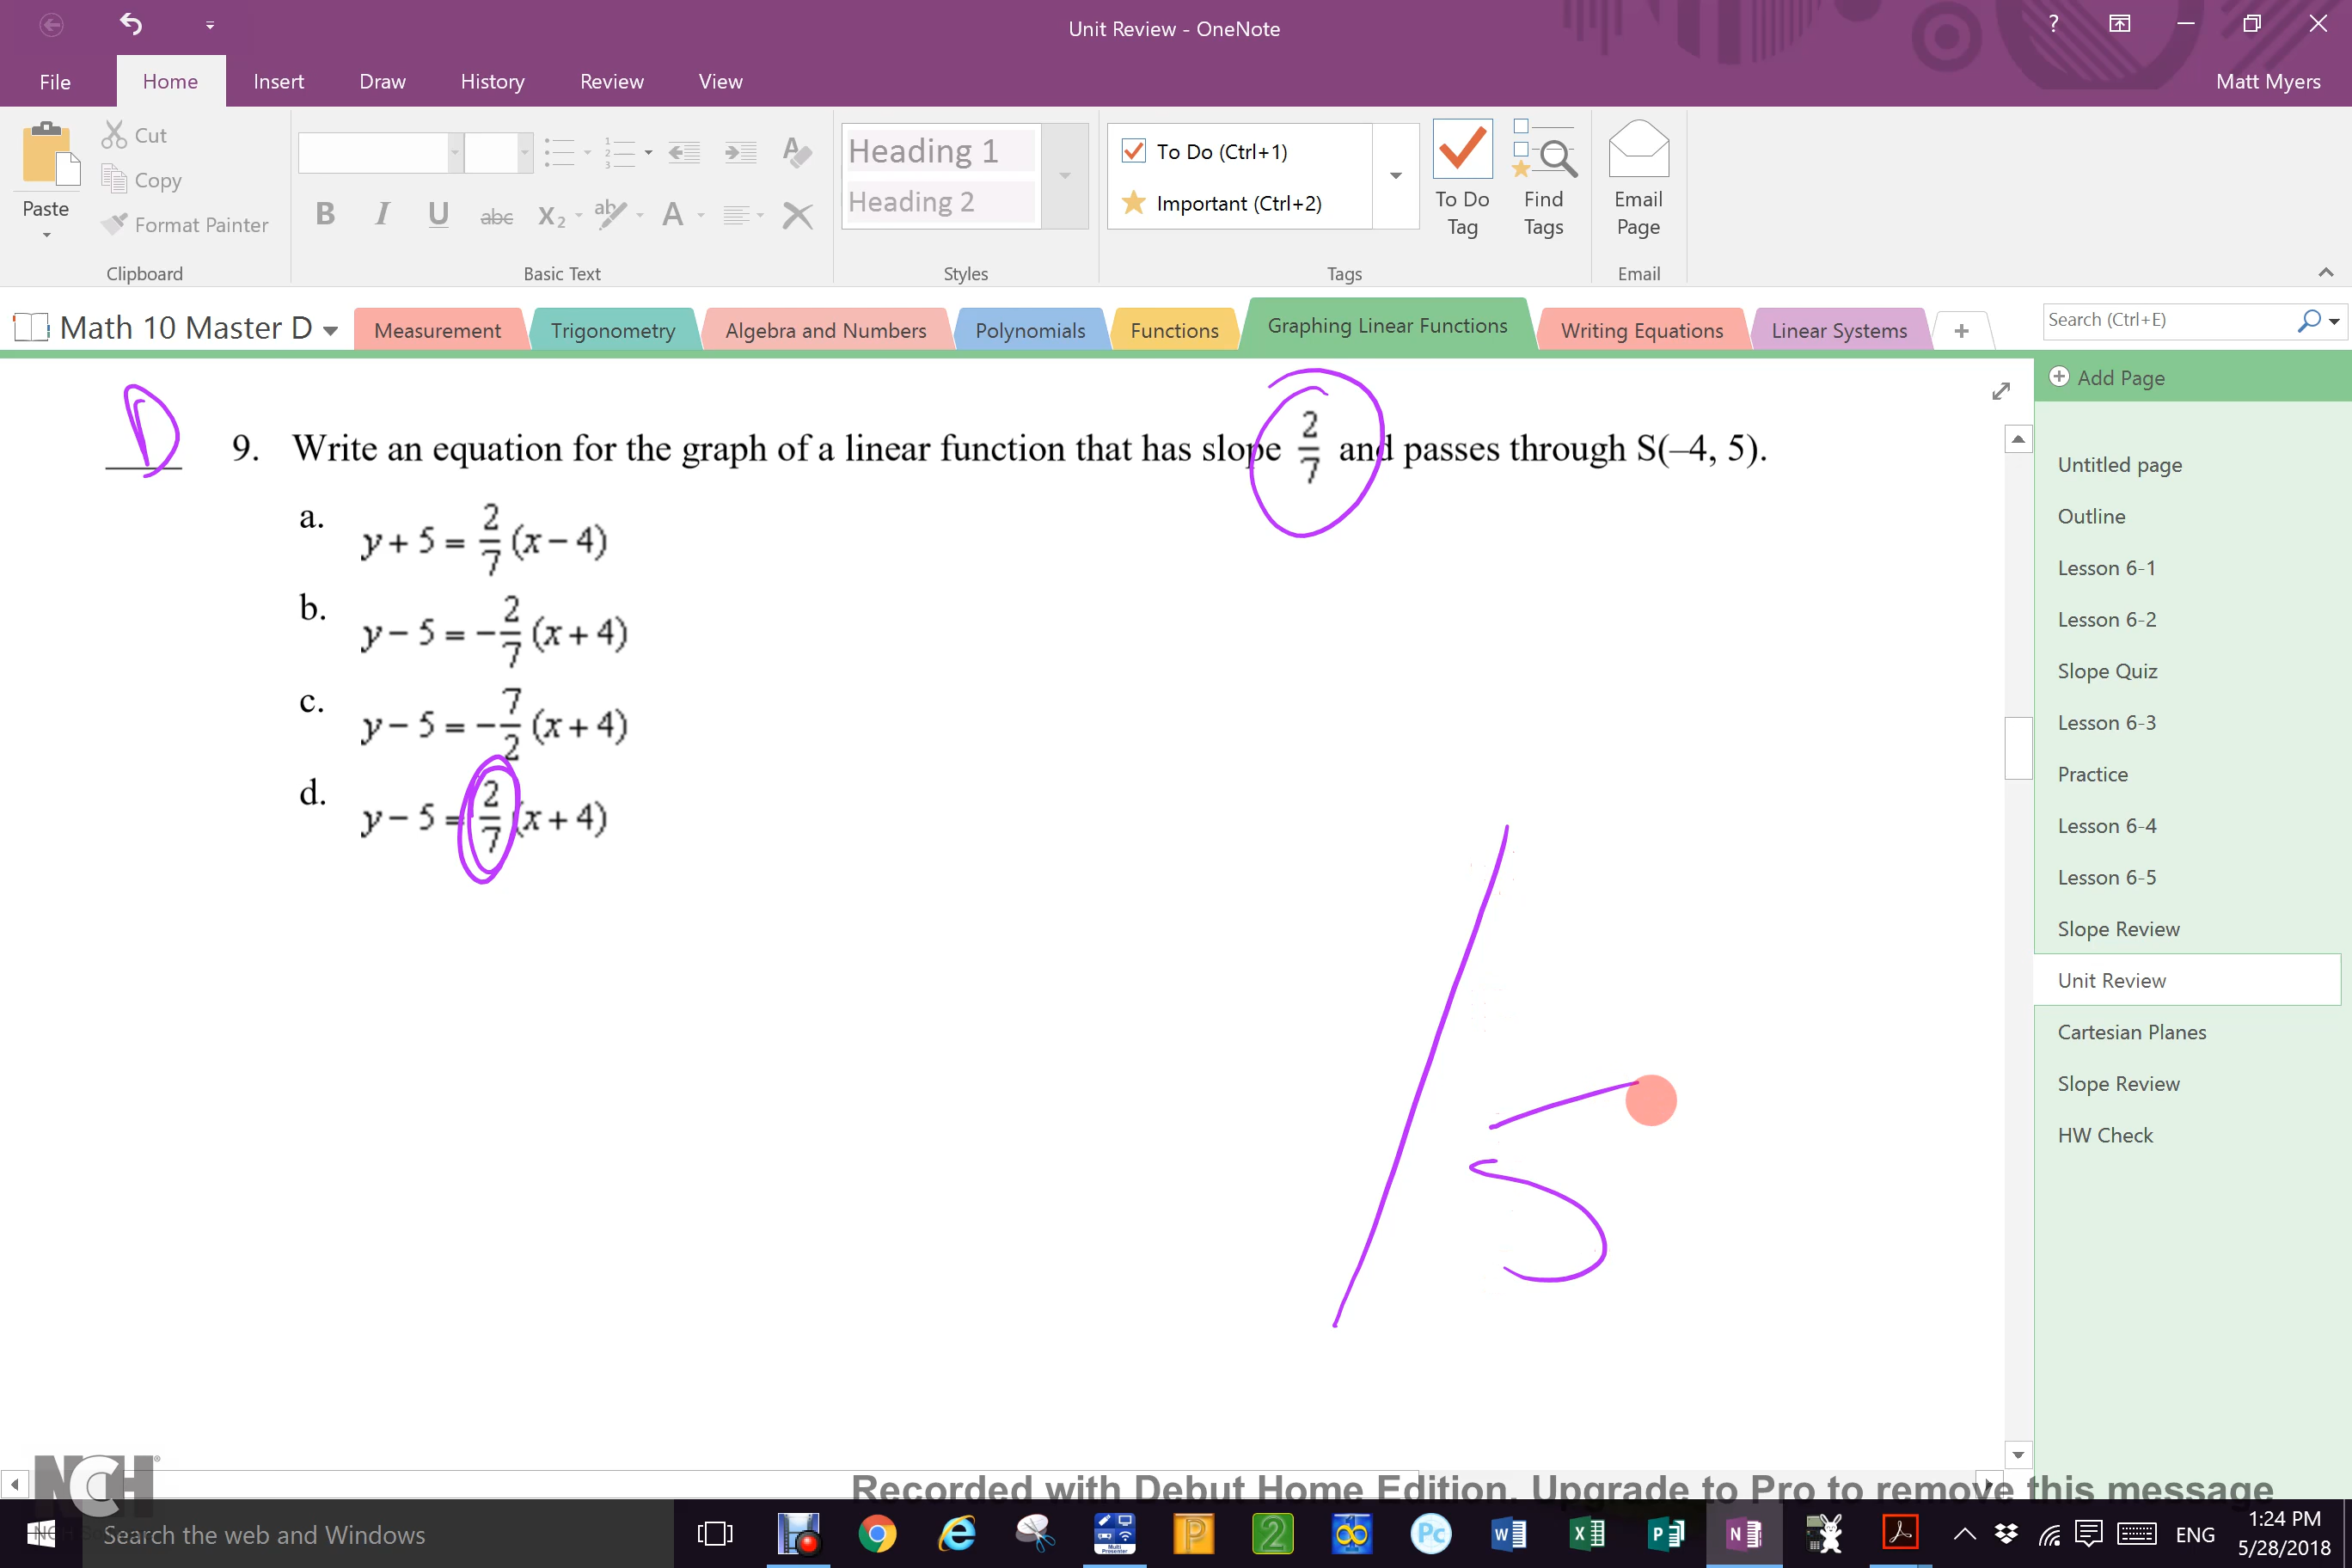 Unit Review - OneNote
?
File Home Insert Draw History Review View
Matt Myers
Paste
Cut
Copy
Format Painter
Clipboard
B I U abc X₂ ab A
Basic Text
Heading 1
Heading 2
Styles
To Do (Ctrl+1)
Important (Ctrl+2)
Tags
To Do Tag
Find Tags
Email Page
Email
Math 10 Master D
Measurement Trigonometry Algebra and Numbers Polynomials Functions Graphing Linear Functions Writing Equations Linear Systems +
Search (Ctrl+E)
D
9. Write an equation for the graph of a linear function that has slope 2/7 and passes through S(–4, 5).
a. y + 5 = 2/7 (x − 4)
b. y − 5 = −2/7 (x + 4)
c. y − 5 = −7/2 (x + 4)
d. y − 5 = 2/7 (x + 4)
/5
Add Page
Untitled page
Outline
Lesson 6-1
Lesson 6-2
Slope Quiz
Lesson 6-3
Practice
Lesson 6-4
Lesson 6-5
Slope Review
Unit Review
Cartesian Planes
Slope Review
HW Check
NCH
Recorded with Debut Home Edition. Upgrade to Pro to remove this message
Search the web and Windows
ENG
1:24 PM
5/28/2018